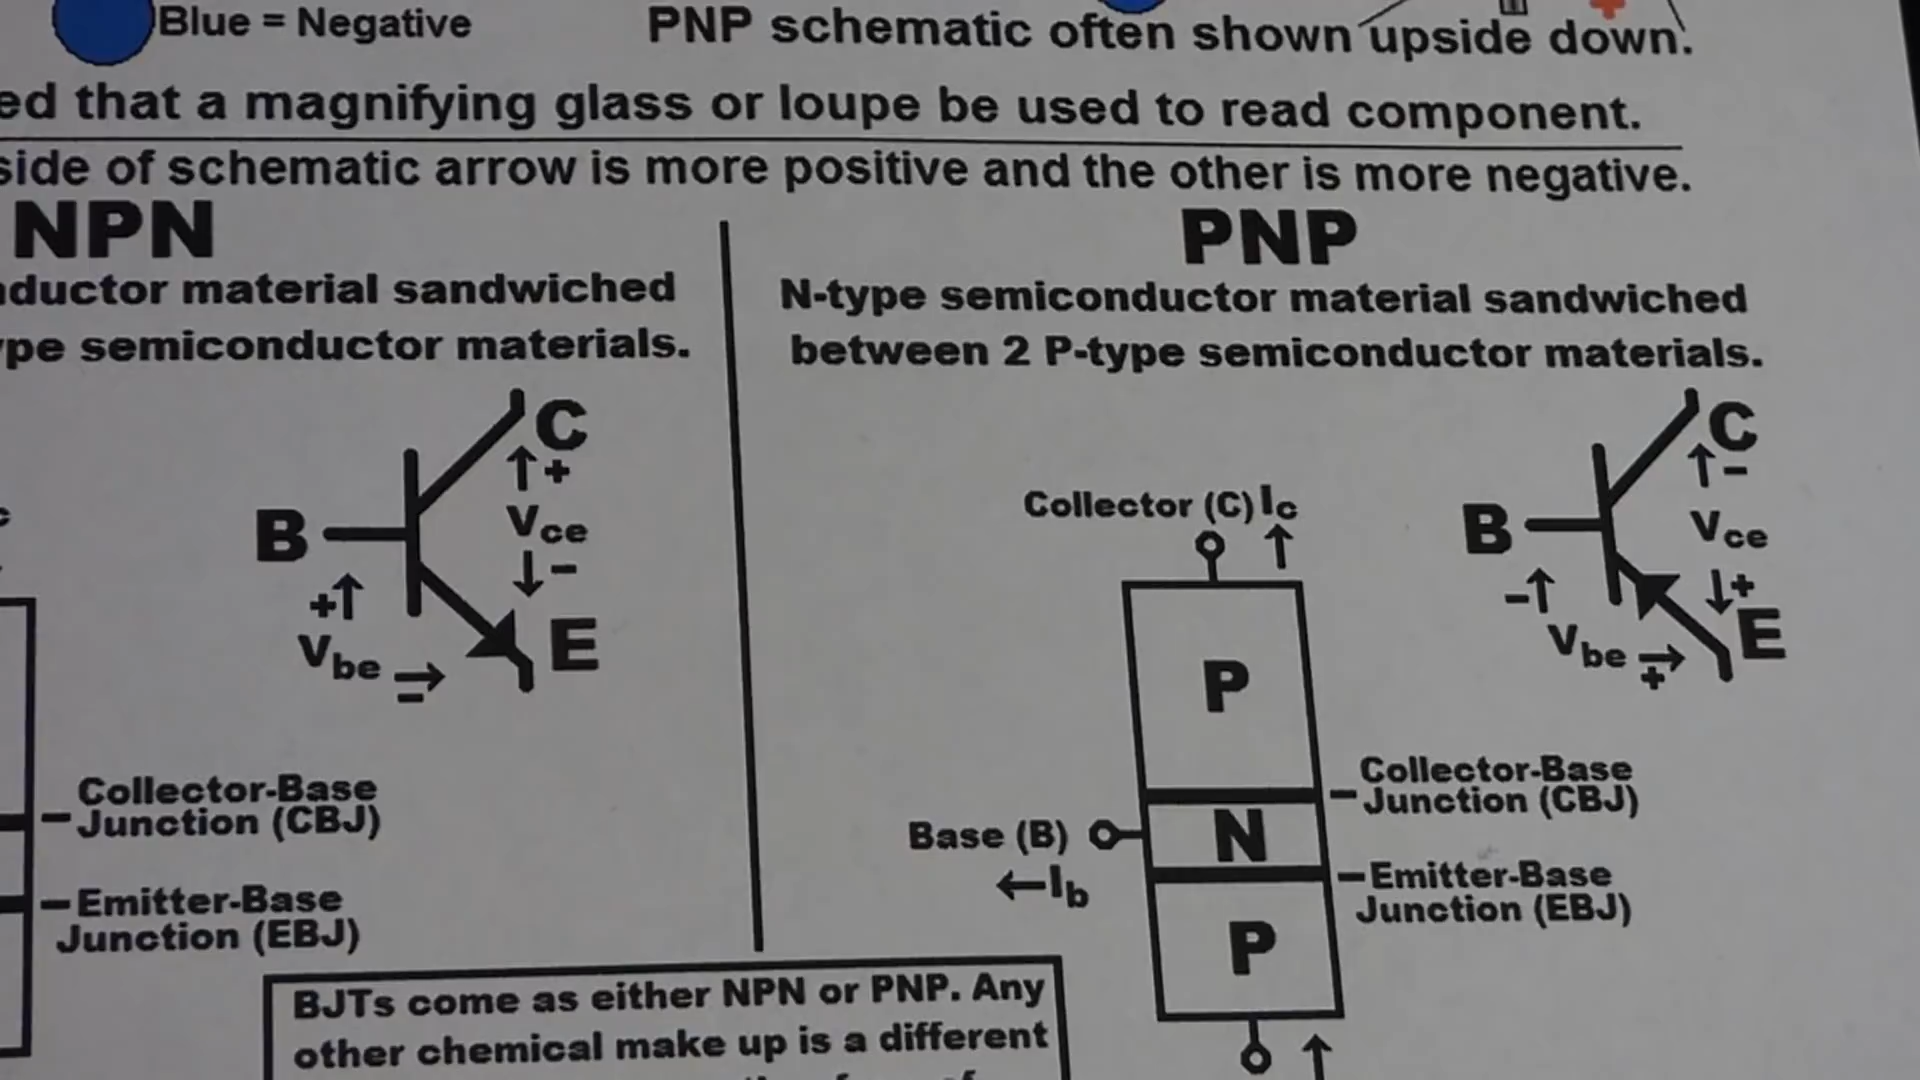 Blue = Negative
PNP schematic often shown upside down.
ed that a magnifying glass or loupe be used to read component.
side of schematic arrow is more positive and the other is more negative.
NPN
ductor material sandwiched
pe semiconductor materials.
C
↑+
Vce
↓-
B
+↑
Vbe →
-
E
Collector-Base
Junction (CBJ)
Emitter-Base
Junction (EBJ)
PNP
N-type semiconductor material sandwiched
between 2 P-type semiconductor materials.
Collector (C) Ic
↑
P
N
P
Base (B)
←Ib
Collector-Base
Junction (CBJ)
Emitter-Base
Junction (EBJ)
↑
C
↑-
Vce
↓+
B
-↑
Vbe →
+
E
BJTs come as either NPN or PNP. Any
other chemical make up is a different